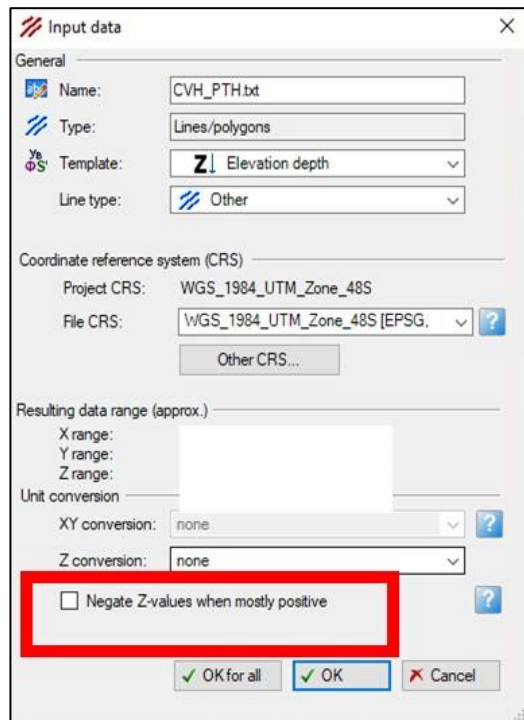 Input data
General
Name: CVH_PTH.txt
Type: Lines/polygons
Template: Z Elevation depth
Line type: Other
Coordinate reference system (CRS)
Project CRS: WGS_1984_UTM_Zone_48S
File CRS: WGS_1984_UTM_Zone_48S [EPSG, ?
Other CRS...
Resulting data range (approx.)
X range:
Y range:
Z range:
Unit conversion
XY conversion: none ?
Z conversion: none
Negate Z-values when mostly positive ?
OK for all OK Cancel